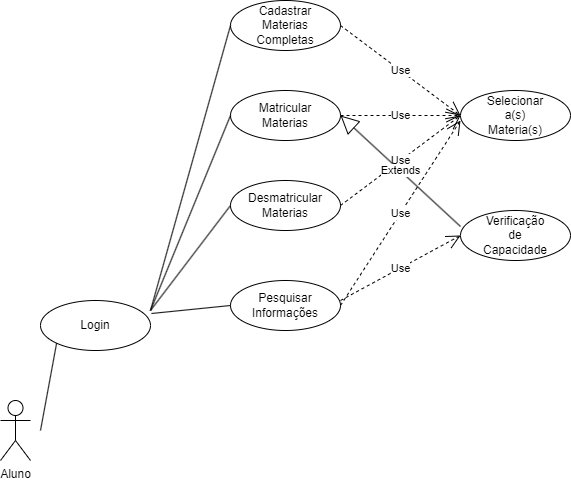 Cadastrar
Materias
Completas
Use
Matricular
Materias
Use
Selecionar
a(s)
Materia(s)
Use
Extends
Desmatricular
Materias
Use
Verificação
de
Capacidade
Use
Pesquisar
Informações
Login
Aluno